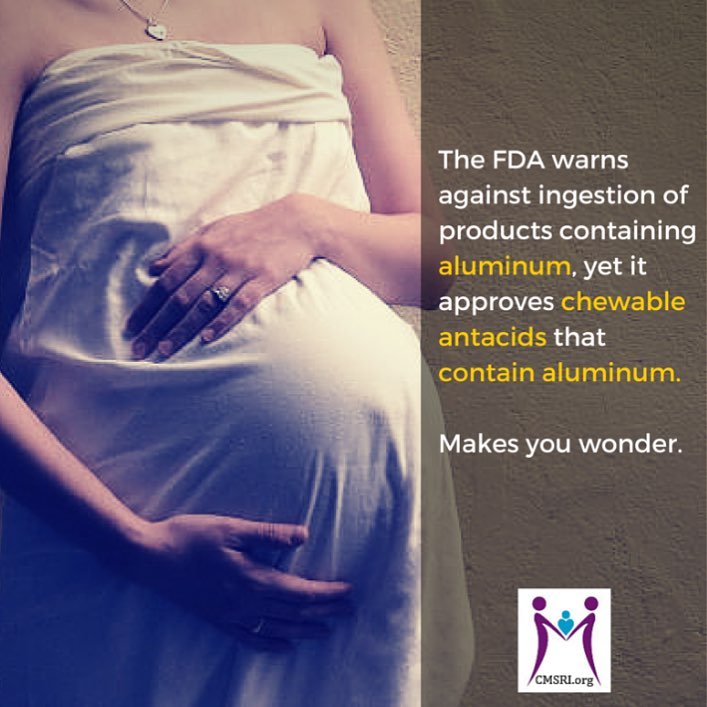 The FDA warns
against ingestion of
products containing
aluminum, yet it
approves chewable
antacids that
contain aluminum.
Makes you wonder.
CMSRI.org